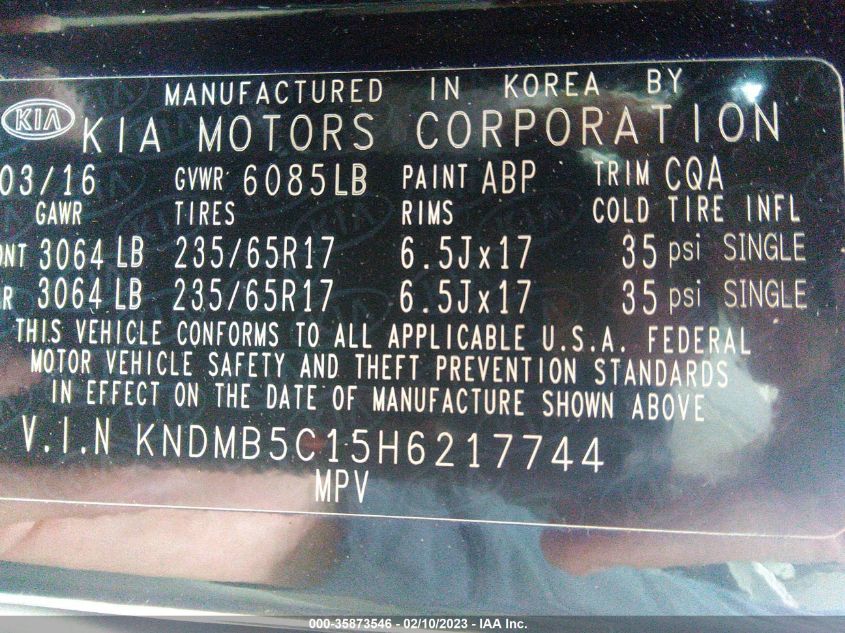 MANUFACTURED IN KOREA BY
KIA KIA MOTORS CORPORATION
03/16 GVWR 6085LB PAINT ABP TRIM CQA
GAWR TIRES RIMS COLD TIRE INFL
NT 3064 LB 235/65R17 6.5Jx17 35 psi SINGLE
R 3064 LB 235/65R17 6.5Jx17 35 psi SINGLE
THIS VEHICLE CONFORMS TO ALL APPLICABLE U.S.A. FEDERAL
MOTOR VEHICLE SAFETY AND THEFT PREVENTION STANDARDS
IN EFFECT ON THE DATE OF MANUFACTURE SHOWN ABOVE
V.I.N KNDMB5C15H6217744
MPV
000-35873546 - 02/10/2023 - IAA Inc.